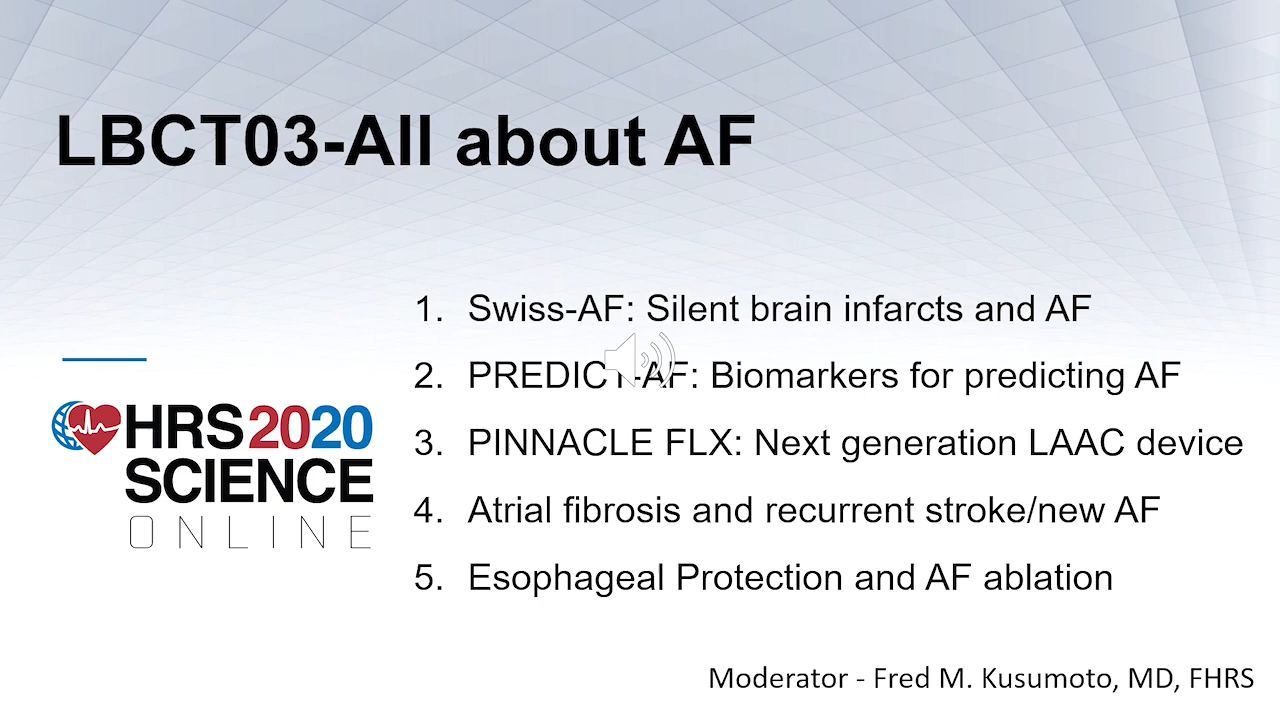 LBCT03-All about AF
1. Swiss-AF: Silent brain infarcts and AF
2. PREDICT-AF: Biomarkers for predicting AF
3. PINNACLE FLX: Next generation LAAC device
4. Atrial fibrosis and recurrent stroke/new AF
5. Esophageal Protection and AF ablation
HRS2020
SCIENCE
ONLINE
Moderator - Fred M. Kusumoto, MD, FHRS